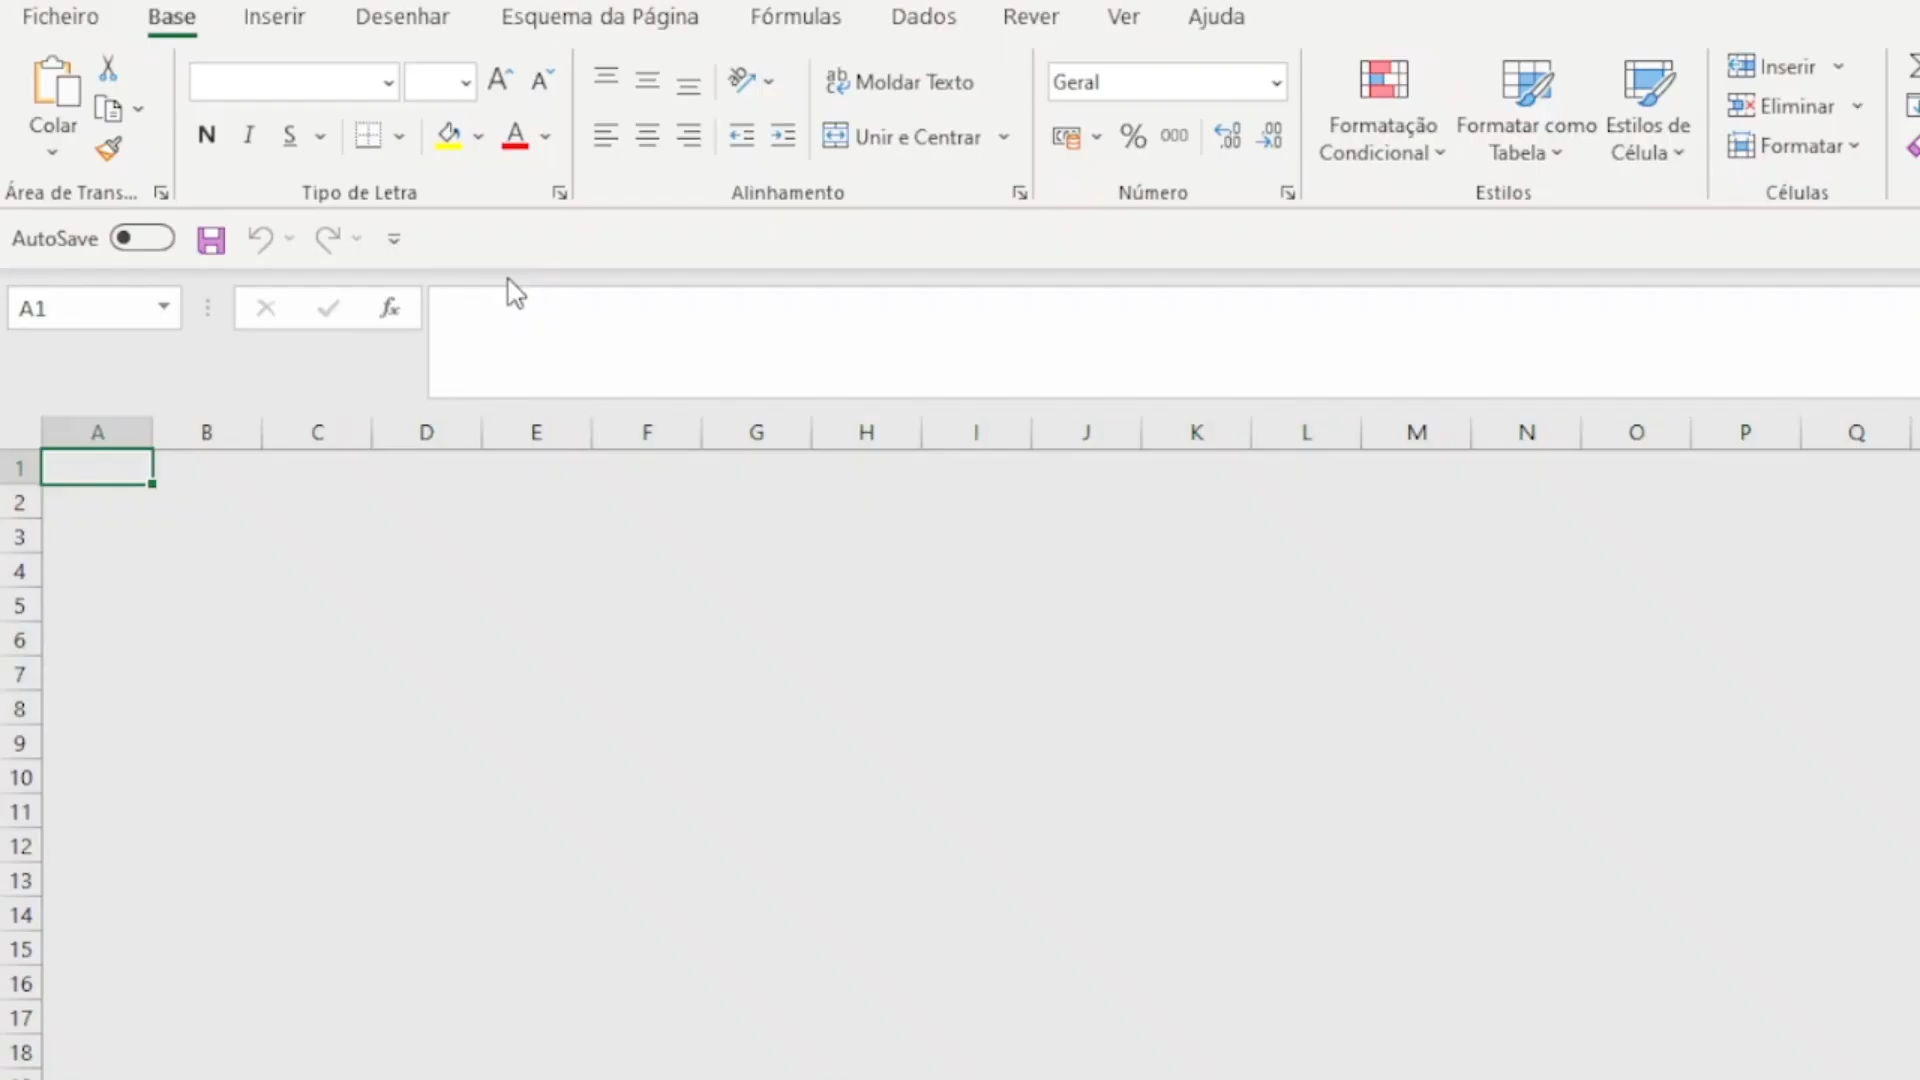 Ficheiro Base Inserir Desenhar Esquema da Página Fórmulas Dados Rever Ver Ajuda
Colar
N I S
A A
A
Moldar Texto
Unir e Centrar
Geral
% 000
Formatação Condicional
Formatar como Tabela
Estilos de Célula
Inserir
Eliminar
Formatar
Área de Trans... Tipo de Letra Alinhamento Número Estilos Células
AutoSave
A1 fx
A B C D E F G H I J K L M N O P Q
1
2
3
4
5
6
7
8
9
10
11
12
13
14
15
16
17
18